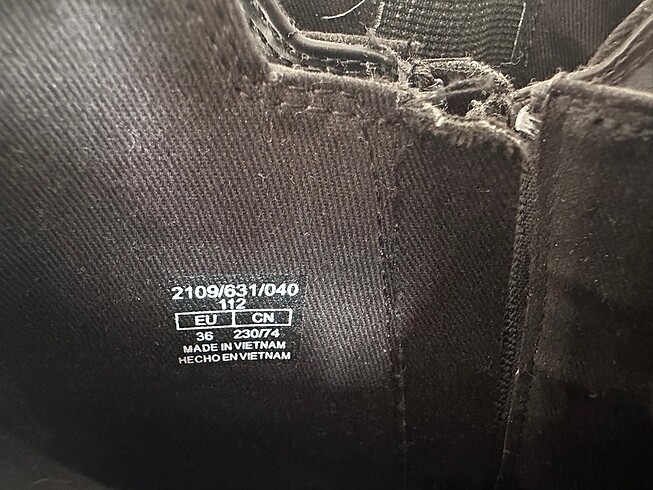 2109/631/040
112
EU CN
36 230/74
MADE IN VIETNAM
HECHO EN VIETNAM